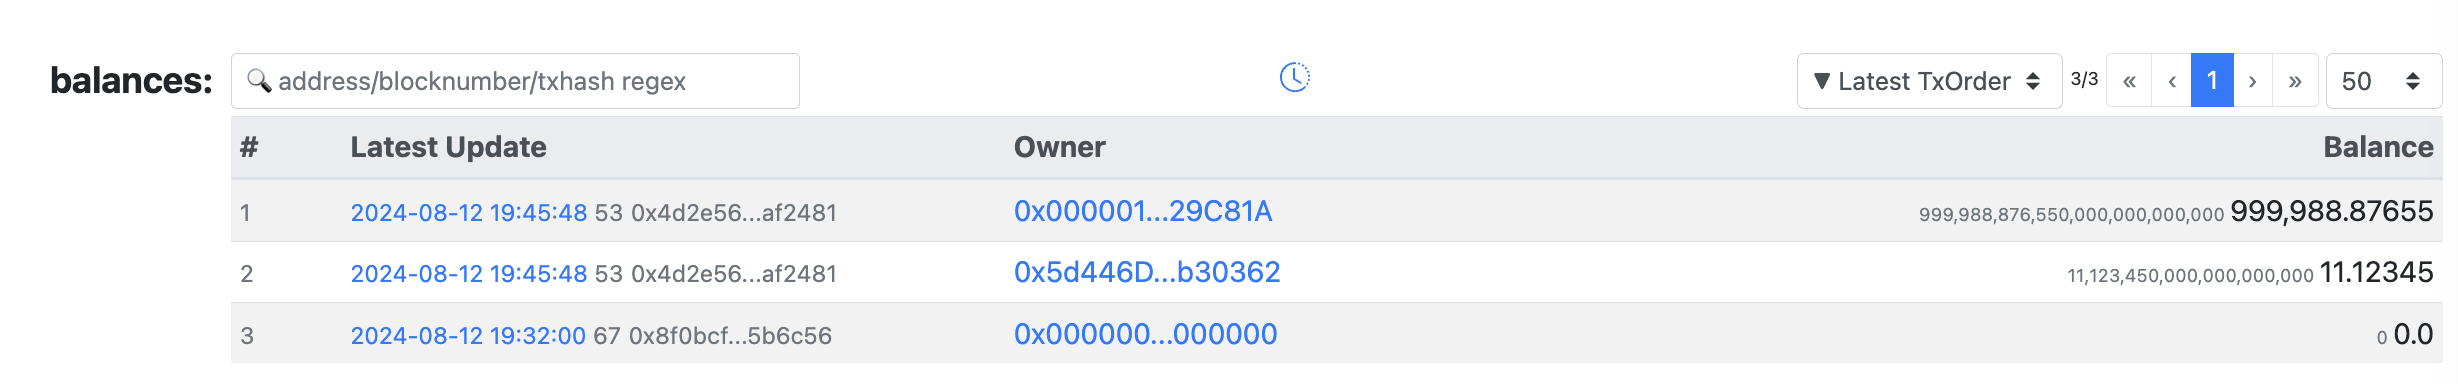 balances: 🔍 address/blocknumber/txhash regex ▼ Latest TxOrder 3/3 « ‹ 1 › » 50
# Latest Update Owner Balance
1 2024-08-12 19:45:48 53 0x4d2e56...af2481 0x000001...29C81A 999,988,876,550,000,000,000,000 999,988.87655
2 2024-08-12 19:45:48 53 0x4d2e56...af2481 0x5d446D...b30362 11,123,450,000,000,000,000 11.12345
3 2024-08-12 19:32:00 67 0x8f0bcf...5b6c56 0x000000...000000 0 0.0